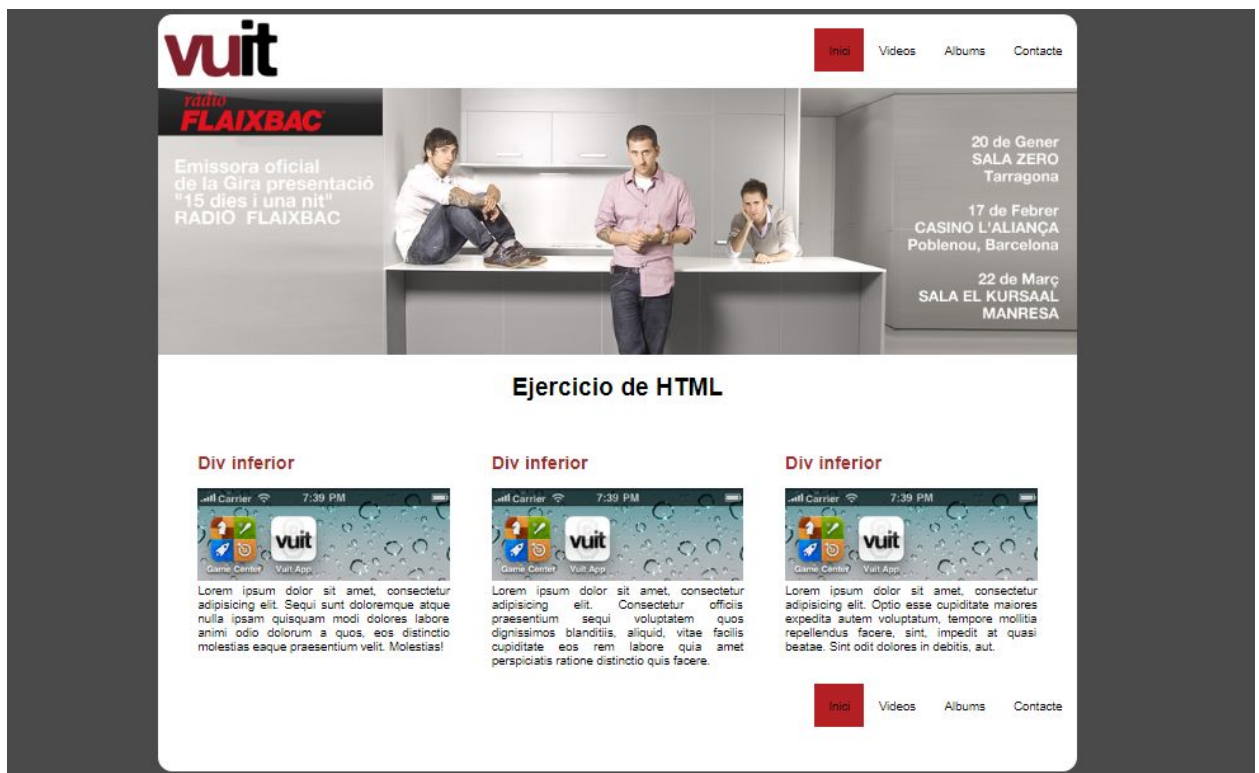 vuit
Inici Videos Albums Contacte
ràdio
FLAIXBAC
Emissora oficial
de la Gira presentació
"15 dies i una nit"
RADIO FLAIXBAC
20 de Gener
SALA ZERO
Tarragona
17 de Febrer
CASINO L'ALIANÇA
Poblenou, Barcelona
22 de Març
SALA EL KURSAAL
MANRESA
Ejercicio de HTML
Div inferior
Carrier 7:39 PM
vuit
Game Center Vuit App
Lorem ipsum dolor sit amet, consectetur
adipisicing elit. Sequi sunt doloremque atque
nulla ipsam quisquam modi dolores labore
animi odio dolorum a quos, eos distinctio
molestias eaque praesentium velit. Molestias!
Div inferior
Carrier 7:39 PM
vuit
Game Center Vuit App
Lorem ipsum dolor sit amet, consectetur
adipisicing elit. Consectetur officiis
praesentium sequi voluptatem quos
dignissimos blanditiis, aliquid, vitae facilis
cupiditate eos rem labore quia amet
perspiciatis ratione distinctio quis facere.
Div inferior
Carrier 7:39 PM
vuit
Game Center Vuit App
Lorem ipsum dolor sit amet, consectetur
adipisicing elit. Optio esse cupiditate maiores
expedita autem voluptatum, tempore mollitia
repellendus facere, sint, impedit at quasi
beatae. Sint odit dolores in debitis, aut.
Inici Videos Albums Contacte